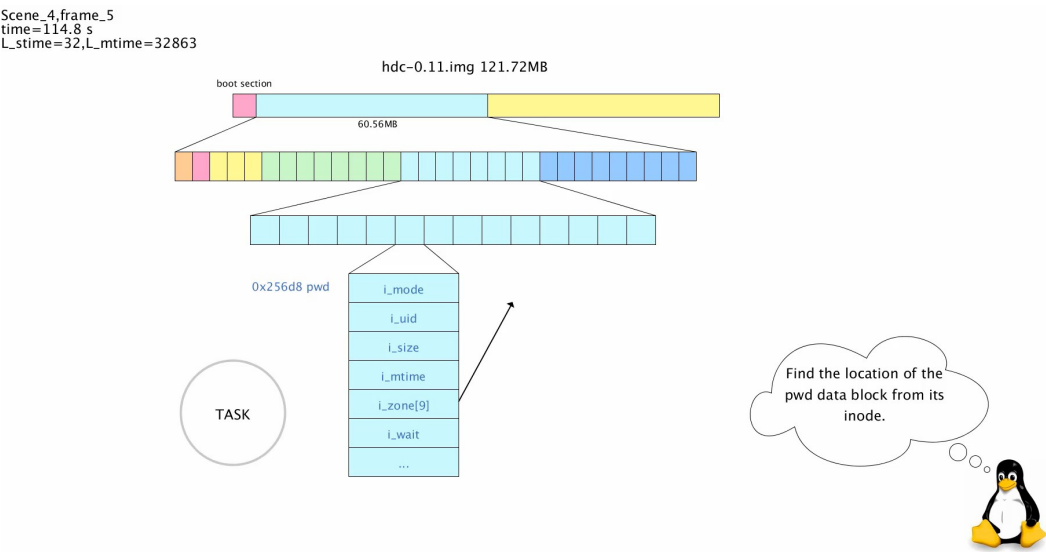 Scene_4,frame_5
time=114.8 s
L_stime=32,L_mtime=32863
hdc-0.11.img 121.72MB
boot section
60.56MB
0x256d8 pwd
i_mode
i_uid
i_size
i_mtime
i_zone[9]
i_wait
...
TASK
Find the location of the
pwd data block from its
inode.